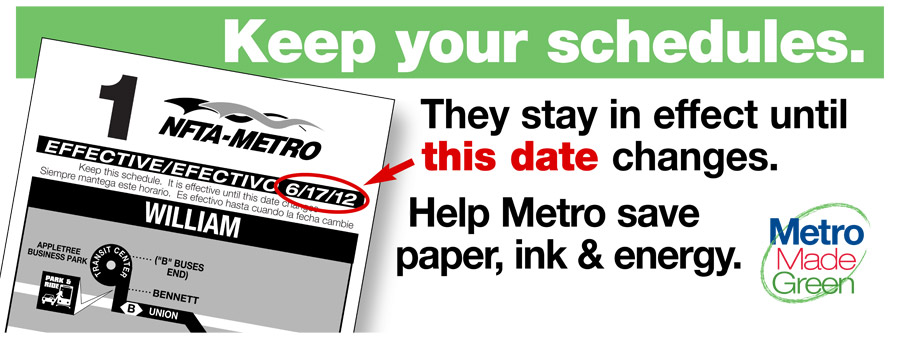 Keep your schedules.
They stay in effect until
this date changes.
Help Metro save
paper, ink & energy.
Metro
Made
Green
1
NFTA-METRO
EFFECTIVE/EFECTIVO 6/17/12
Keep this schedule. It is effective until this date changes
Siempre mantega este horario. Es efectivo hasta cuando la fecha cambie
WILLIAM
APPLETREE
BUSINESS PARK
TRANSIT CENTER
("B" BUSES
END)
PARK &
RIDE
BENNETT
B
UNION